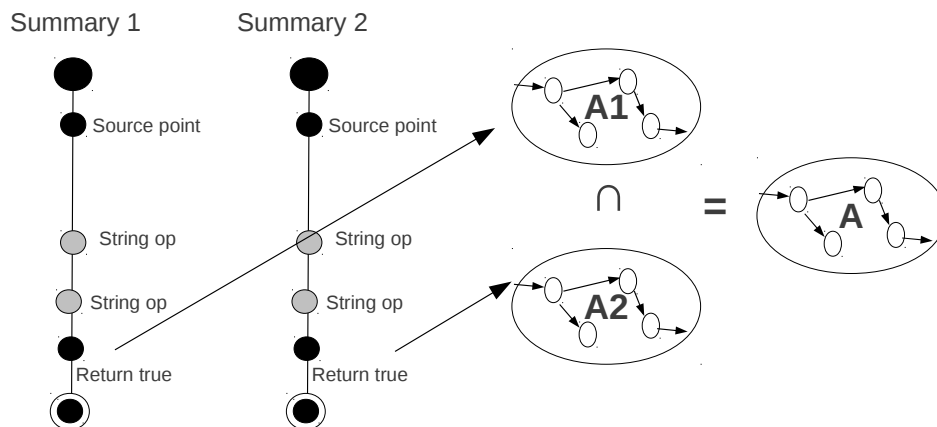 Summary 1
Summary 2
Source point
Source point
A1
∩
=
A
String op
String op
String op
String op
A2
Return true
Return true